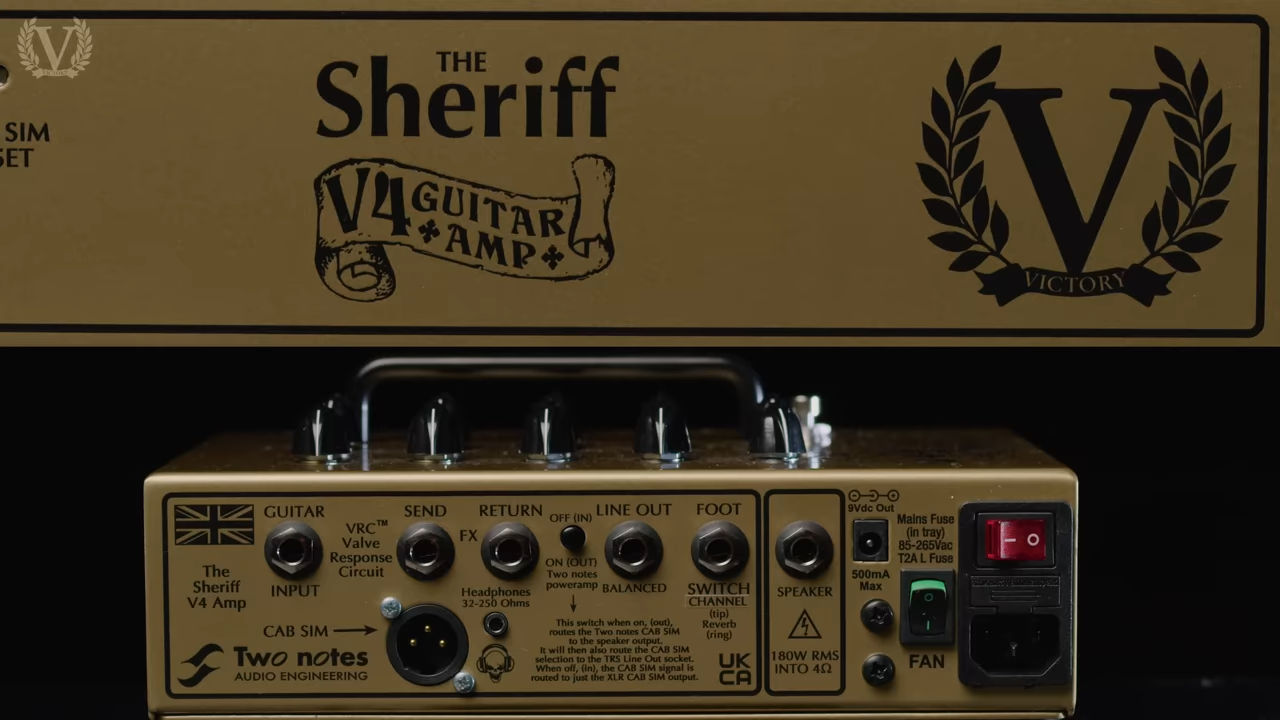 V
VICTORY
SIM
SET
THE
Sheriff
V4 GUITAR
AMP
V
VICTORY
GUITAR
INPUT
The
Sheriff
V4 Amp
VRC™
Valve
Response
Circuit
SEND
FX
RETURN
OFF (IN)
ON (OUT)
Two notes
poweramp
LINE OUT
BALANCED
FOOT
SWITCH
CHANNEL
(tip)
Reverb
(ring)
Headphones
32-250 Ohms
CAB SIM
Two notes
AUDIO ENGINEERING
This switch when on, (out),
routes the Two notes CAB SIM
to the speaker output.
It will then also route the CAB SIM
selection to the TRS Line Out socket.
When off, (in), the CAB SIM signal is
routed to just the XLR CAB SIM output.
UK
CA
SPEAKER
180W RMS
INTO 4Ω
9Vdc Out
500mA
Max
Mains Fuse
(in tray)
85-265Vac
T2A L Fuse
FAN